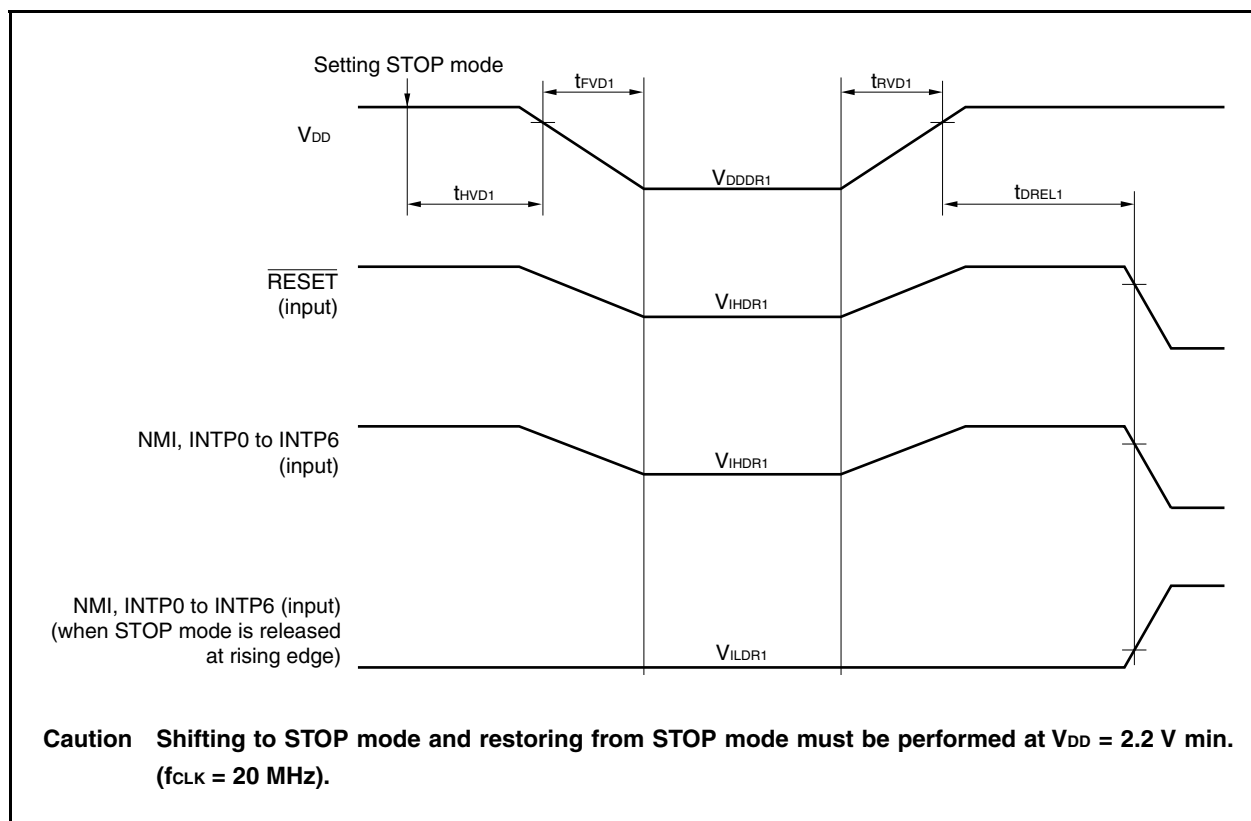 Setting STOP mode
tFVD1
tRVD1
VDD
VDDDR1
tHVD1
tDREL1
RESET
(input)
VIHDR1
NMI, INTP0 to INTP6
(input)
VIHDR1
NMI, INTP0 to INTP6 (input)
(when STOP mode is released
at rising edge)
VILDR1
Caution Shifting to STOP mode and restoring from STOP mode must be performed at VDD = 2.2 V min.
(fCLK = 20 MHz).